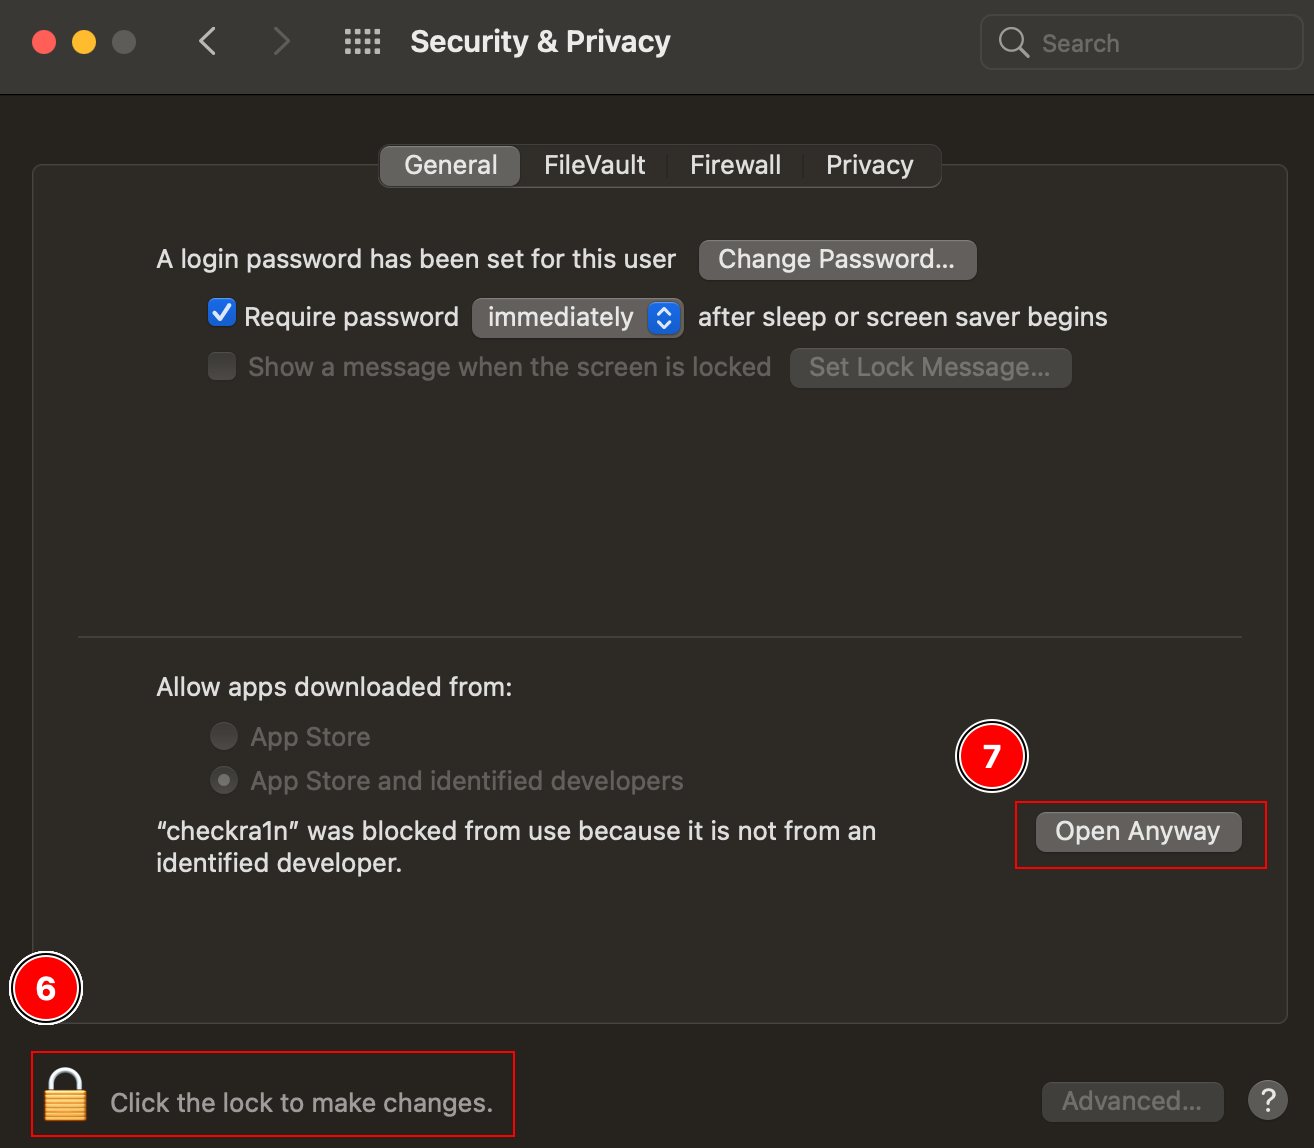 Security & Privacy
Search
General FileVault Firewall Privacy
A login password has been set for this user Change Password...
Require password immediately after sleep or screen saver begins
Show a message when the screen is locked Set Lock Message...
Allow apps downloaded from:
App Store
7
App Store and identified developers
“checkra1n” was blocked from use because it is not from an
identified developer.
Open Anyway
6
Click the lock to make changes.
Advanced...
?